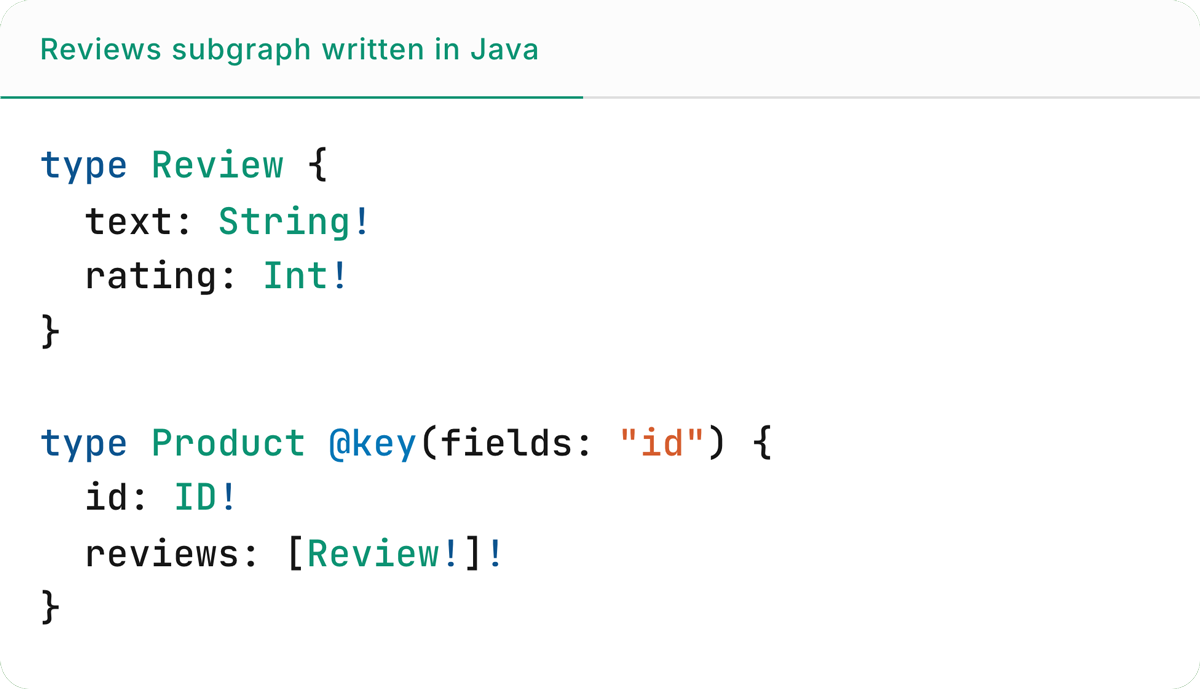 Reviews subgraph written in Java
type Review {
  text: String!
  rating: Int!
}
type Product @key(fields: "id") {
  id: ID!
  reviews: [Review!]!
}